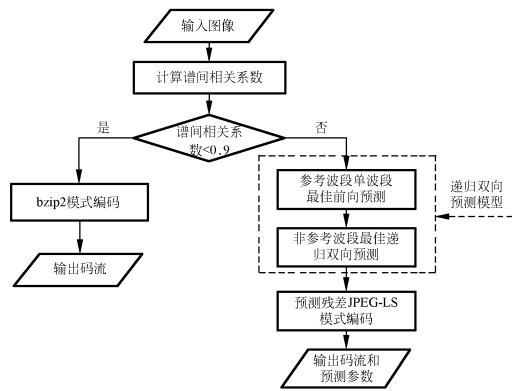 输入图像
计算谱间相关系数
谱间相关系
数<0.9
是
否
bzip2模式编码
输出码流
参考波段单波段
最佳前向预测
非参考波段最佳递
归双向预测
递归双向
预测模型
预测残差JPEG-LS
模式编码
输出码流和
预测参数